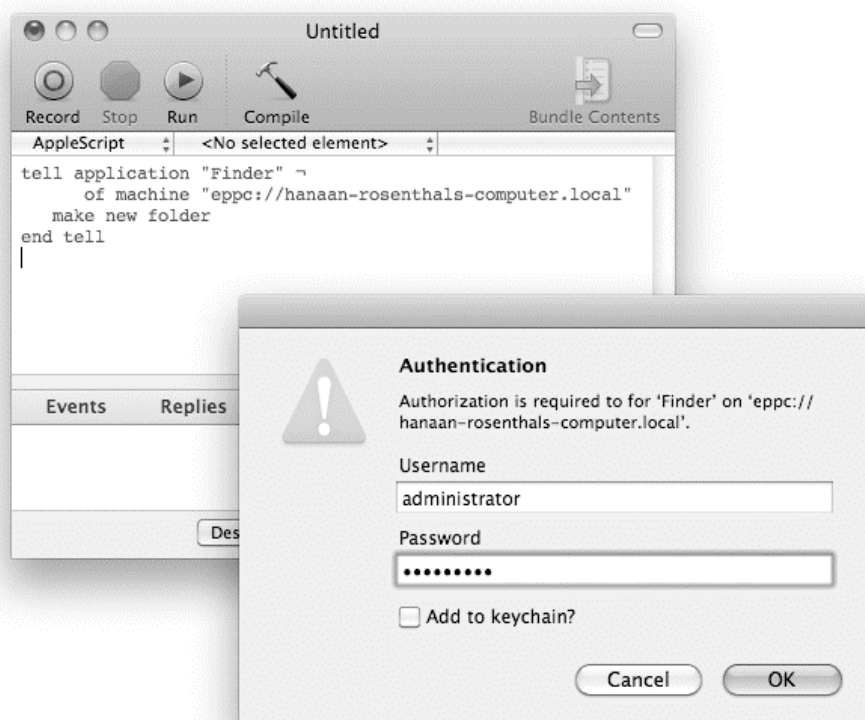 Untitled
Record Stop Run Compile Bundle Contents
AppleScript <No selected element>
tell application "Finder" ¬
of machine "eppc://hanaan-rosenthals-computer.local"
make new folder
end tell
Events Replies
Des
Authentication
Authorization is required to for ‘Finder’ on ‘eppc://
hanaan-rosenthals-computer.local’.
Username
administrator
Password
•••••••••
Add to keychain?
Cancel OK